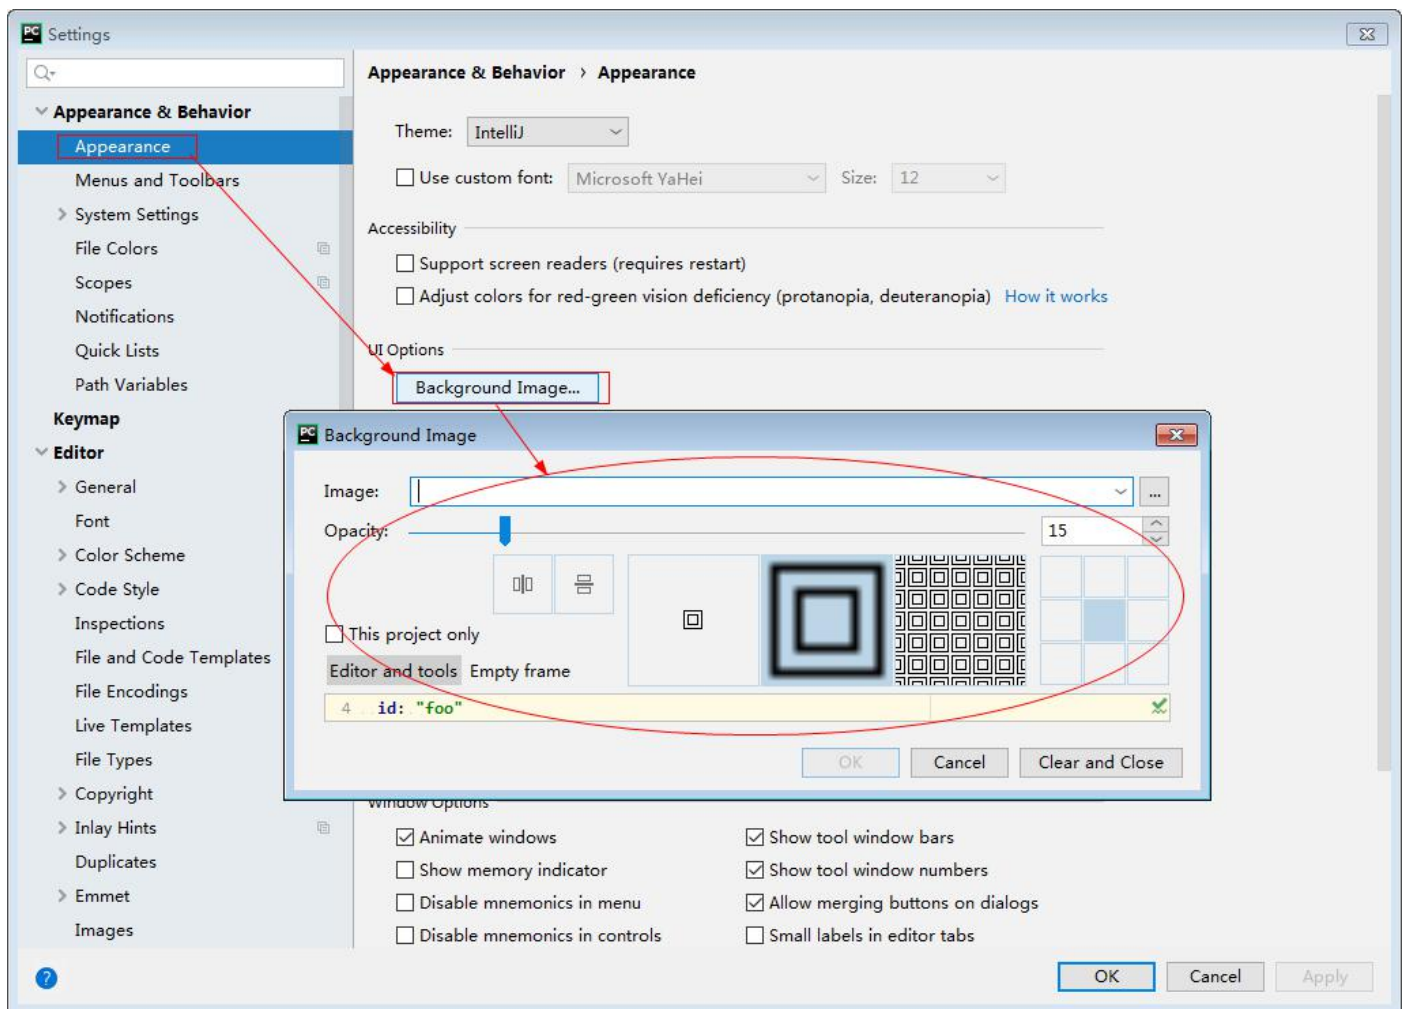 PC Settings
Appearance & Behavior › Appearance
Appearance & Behavior
Appearance
Menus and Toolbars
System Settings
File Colors
Scopes
Notifications
Quick Lists
Path Variables
Keymap
Editor
General
Font
Color Scheme
Code Style
Inspections
File and Code Templates
File Encodings
Live Templates
File Types
Copyright
Inlay Hints
Duplicates
Emmet
Images
Theme: IntelliJ
Use custom font: Microsoft YaHei Size: 12
Accessibility
Support screen readers (requires restart)
Adjust colors for red-green vision deficiency (protanopia, deuteranopia) How it works
UI Options
Background Image...
PC Background Image
Image: ...
Opacity: 15
This project only
Editor and tools Empty frame
4 id: "foo"
OK Cancel Clear and Close
Window Options
Animate windows Show tool window bars
Show memory indicator Show tool window numbers
Disable mnemonics in menu Allow merging buttons on dialogs
Disable mnemonics in controls Small labels in editor tabs
? OK Cancel Apply